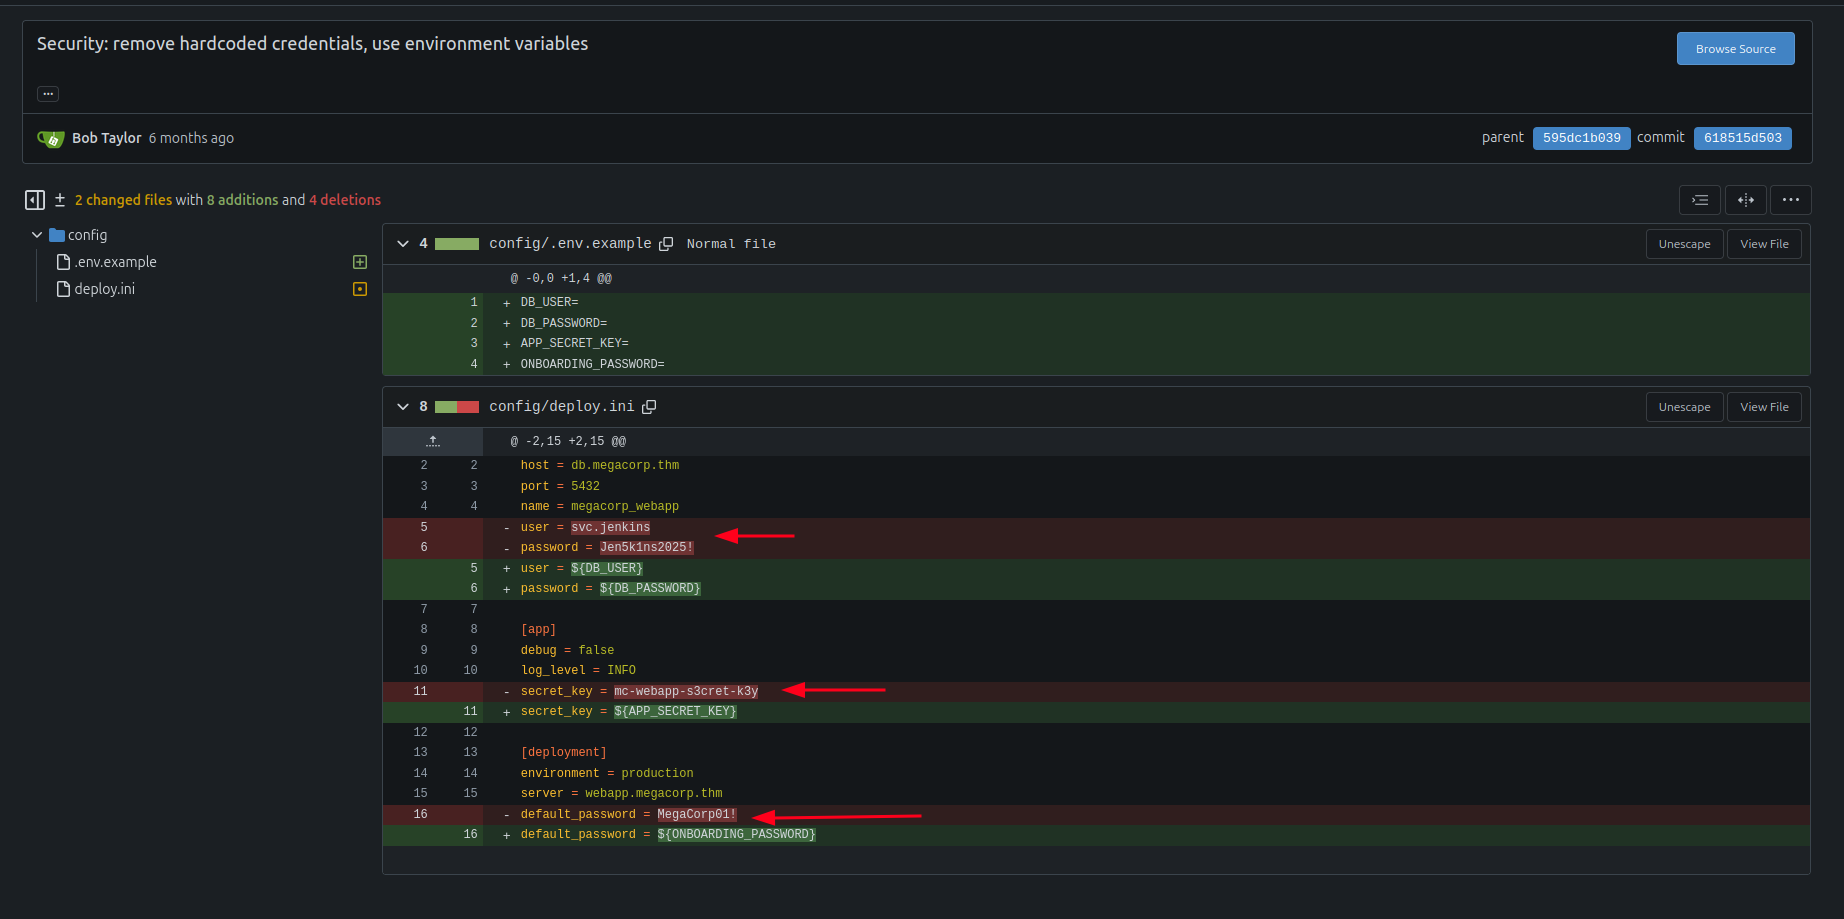 Security: remove hardcoded credentials, use environment variables
Browse Source
...
Bob Taylor 6 months ago
parent 595dc1b039 commit 618515d503
2 changed files with 8 additions and 4 deletions
config
.env.example
deploy.ini
4 config/.env.example Normal file
Unescape View File
@ -0,0 +1,4 @@
1 + DB_USER=
2 + DB_PASSWORD=
3 + APP_SECRET_KEY=
4 + ONBOARDING_PASSWORD=
8 config/deploy.ini
Unescape View File
@ -2,15 +2,15 @@
2 2 host = db.megacorp.thm
3 3 port = 5432
4 4 name = megacorp_webapp
5 - user = svc.jenkins
6 - password = Jen5k1ns2025!
5 + user = ${DB_USER}
6 + password = ${DB_PASSWORD}
7 7
8 8 [app]
9 9 debug = false
10 10 log_level = INFO
11 - secret_key = mc-webapp-s3cret-k3y
11 + secret_key = ${APP_SECRET_KEY}
12 12
13 13 [deployment]
14 14 environment = production
15 15 server = webapp.megacorp.thm
16 - default_password = MegaCorp01!
16 + default_password = ${ONBOARDING_PASSWORD}